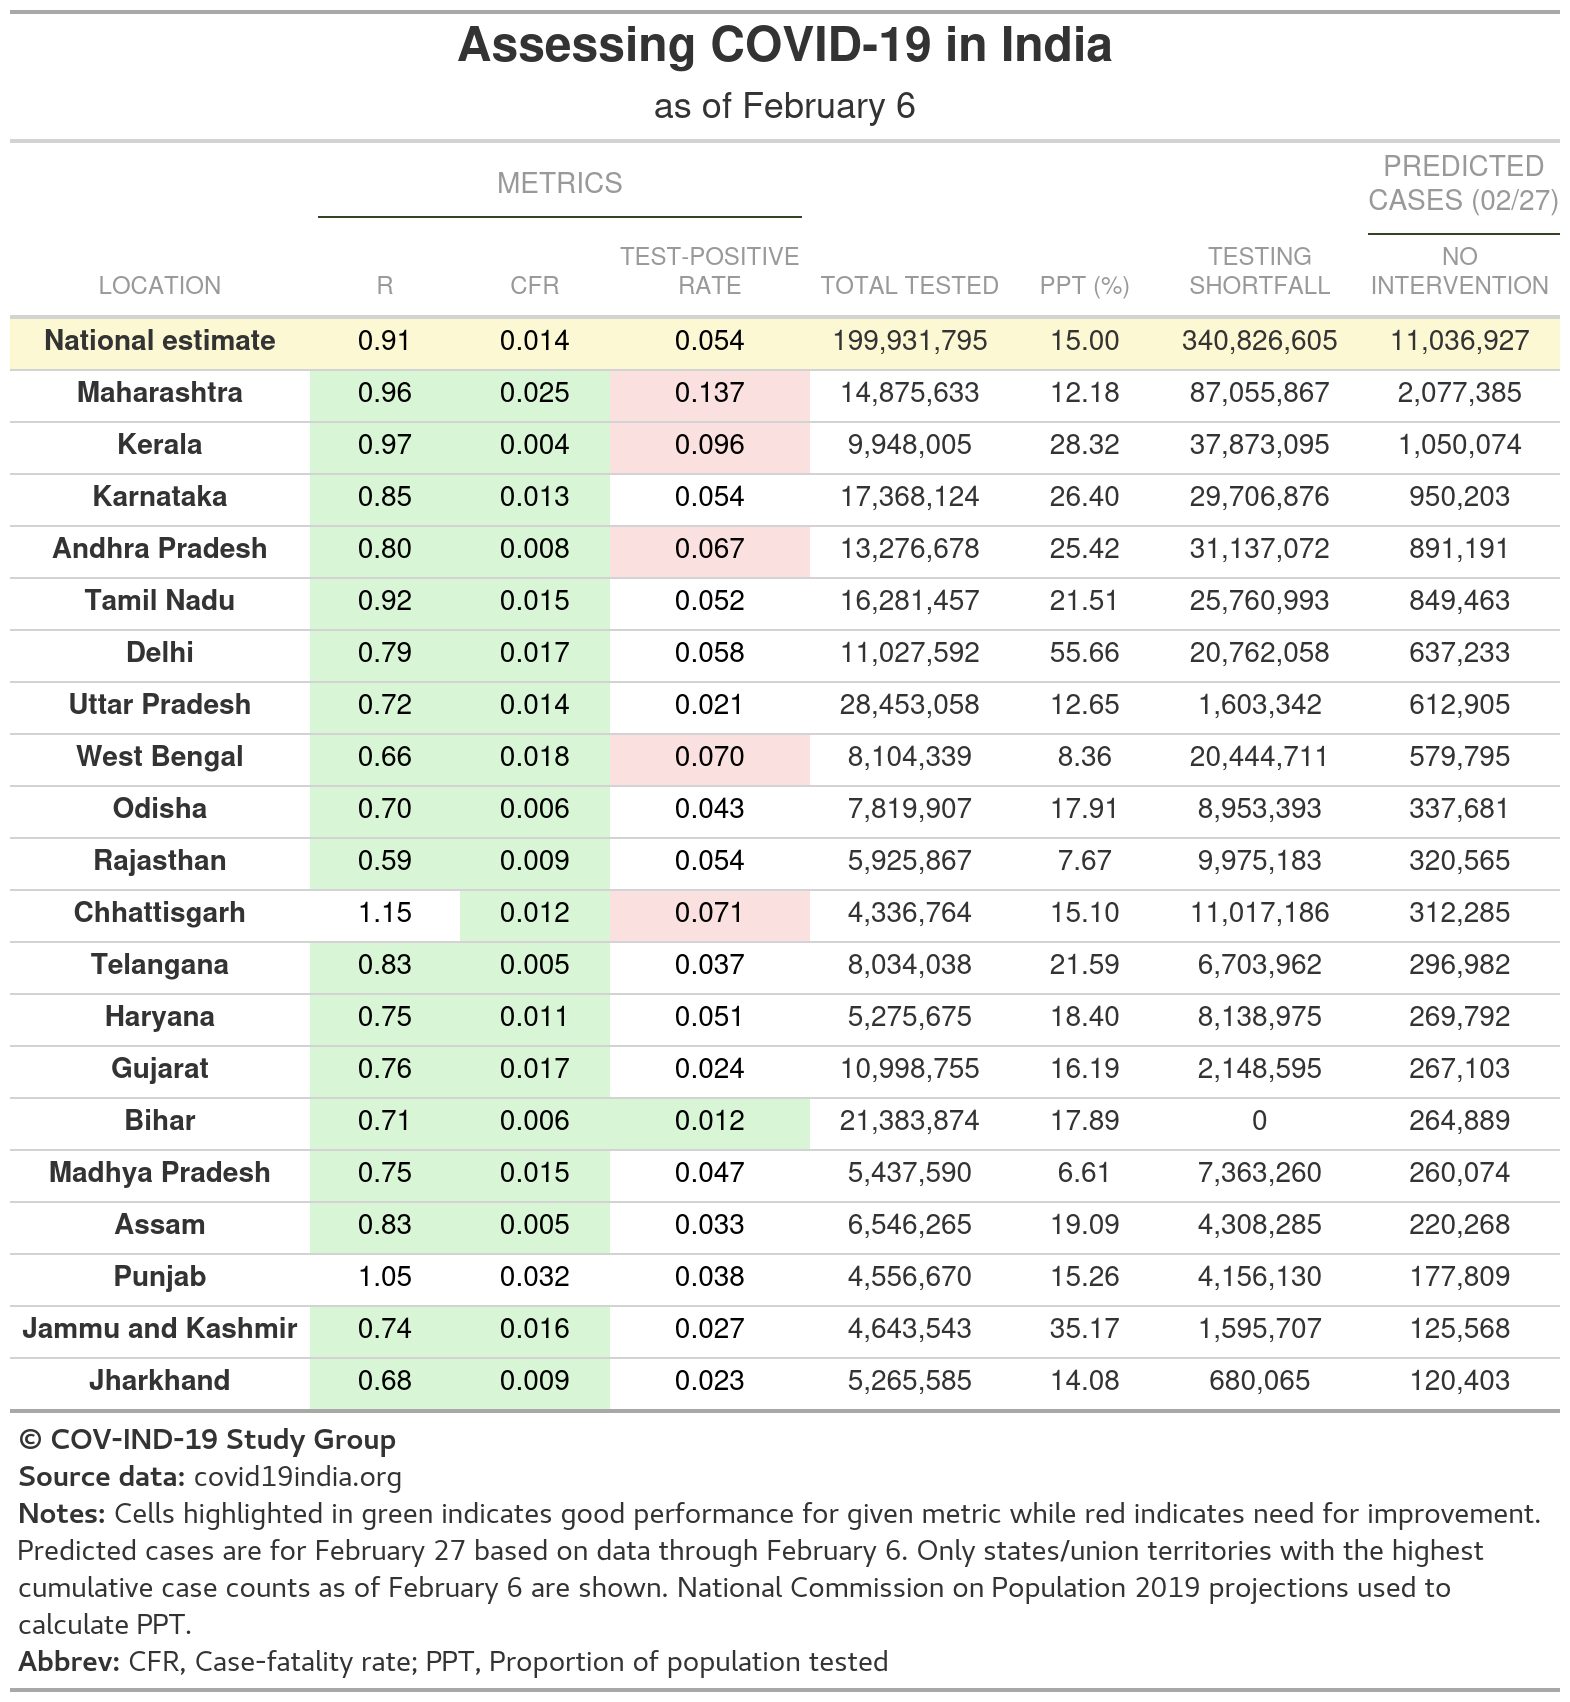 Assessing COVID-19 in India
as of February 6
METRICS
PREDICTED
CASES (02/27)
LOCATION R CFR TEST-POSITIVE RATE TOTAL TESTED PPT (%) TESTING SHORTFALL NO INTERVENTION
National estimate 0.91 0.014 0.054 199,931,795 15.00 340,826,605 11,036,927
Maharashtra 0.96 0.025 0.137 14,875,633 12.18 87,055,867 2,077,385
Kerala 0.97 0.004 0.096 9,948,005 28.32 37,873,095 1,050,074
Karnataka 0.85 0.013 0.054 17,368,124 26.40 29,706,876 950,203
Andhra Pradesh 0.80 0.008 0.067 13,276,678 25.42 31,137,072 891,191
Tamil Nadu 0.92 0.015 0.052 16,281,457 21.51 25,760,993 849,463
Delhi 0.79 0.017 0.058 11,027,592 55.66 20,762,058 637,233
Uttar Pradesh 0.72 0.014 0.021 28,453,058 12.65 1,603,342 612,905
West Bengal 0.66 0.018 0.070 8,104,339 8.36 20,444,711 579,795
Odisha 0.70 0.006 0.043 7,819,907 17.91 8,953,393 337,681
Rajasthan 0.59 0.009 0.054 5,925,867 7.67 9,975,183 320,565
Chhattisgarh 1.15 0.012 0.071 4,336,764 15.10 11,017,186 312,285
Telangana 0.83 0.005 0.037 8,034,038 21.59 6,703,962 296,982
Haryana 0.75 0.011 0.051 5,275,675 18.40 8,138,975 269,792
Gujarat 0.76 0.017 0.024 10,998,755 16.19 2,148,595 267,103
Bihar 0.71 0.006 0.012 21,383,874 17.89 0 264,889
Madhya Pradesh 0.75 0.015 0.047 5,437,590 6.61 7,363,260 260,074
Assam 0.83 0.005 0.033 6,546,265 19.09 4,308,285 220,268
Punjab 1.05 0.032 0.038 4,556,670 15.26 4,156,130 177,809
Jammu and Kashmir 0.74 0.016 0.027 4,643,543 35.17 1,595,707 125,568
Jharkhand 0.68 0.009 0.023 5,265,585 14.08 680,065 120,403
© COV-IND-19 Study Group
Source data: covid19india.org
Notes: Cells highlighted in green indicates good performance for given metric while red indicates need for improvement.
Predicted cases are for February 27 based on data through February 6. Only states/union territories with the highest
cumulative case counts as of February 6 are shown. National Commission on Population 2019 projections used to
calculate PPT.
Abbrev: CFR, Case-fatality rate; PPT, Proportion of population tested